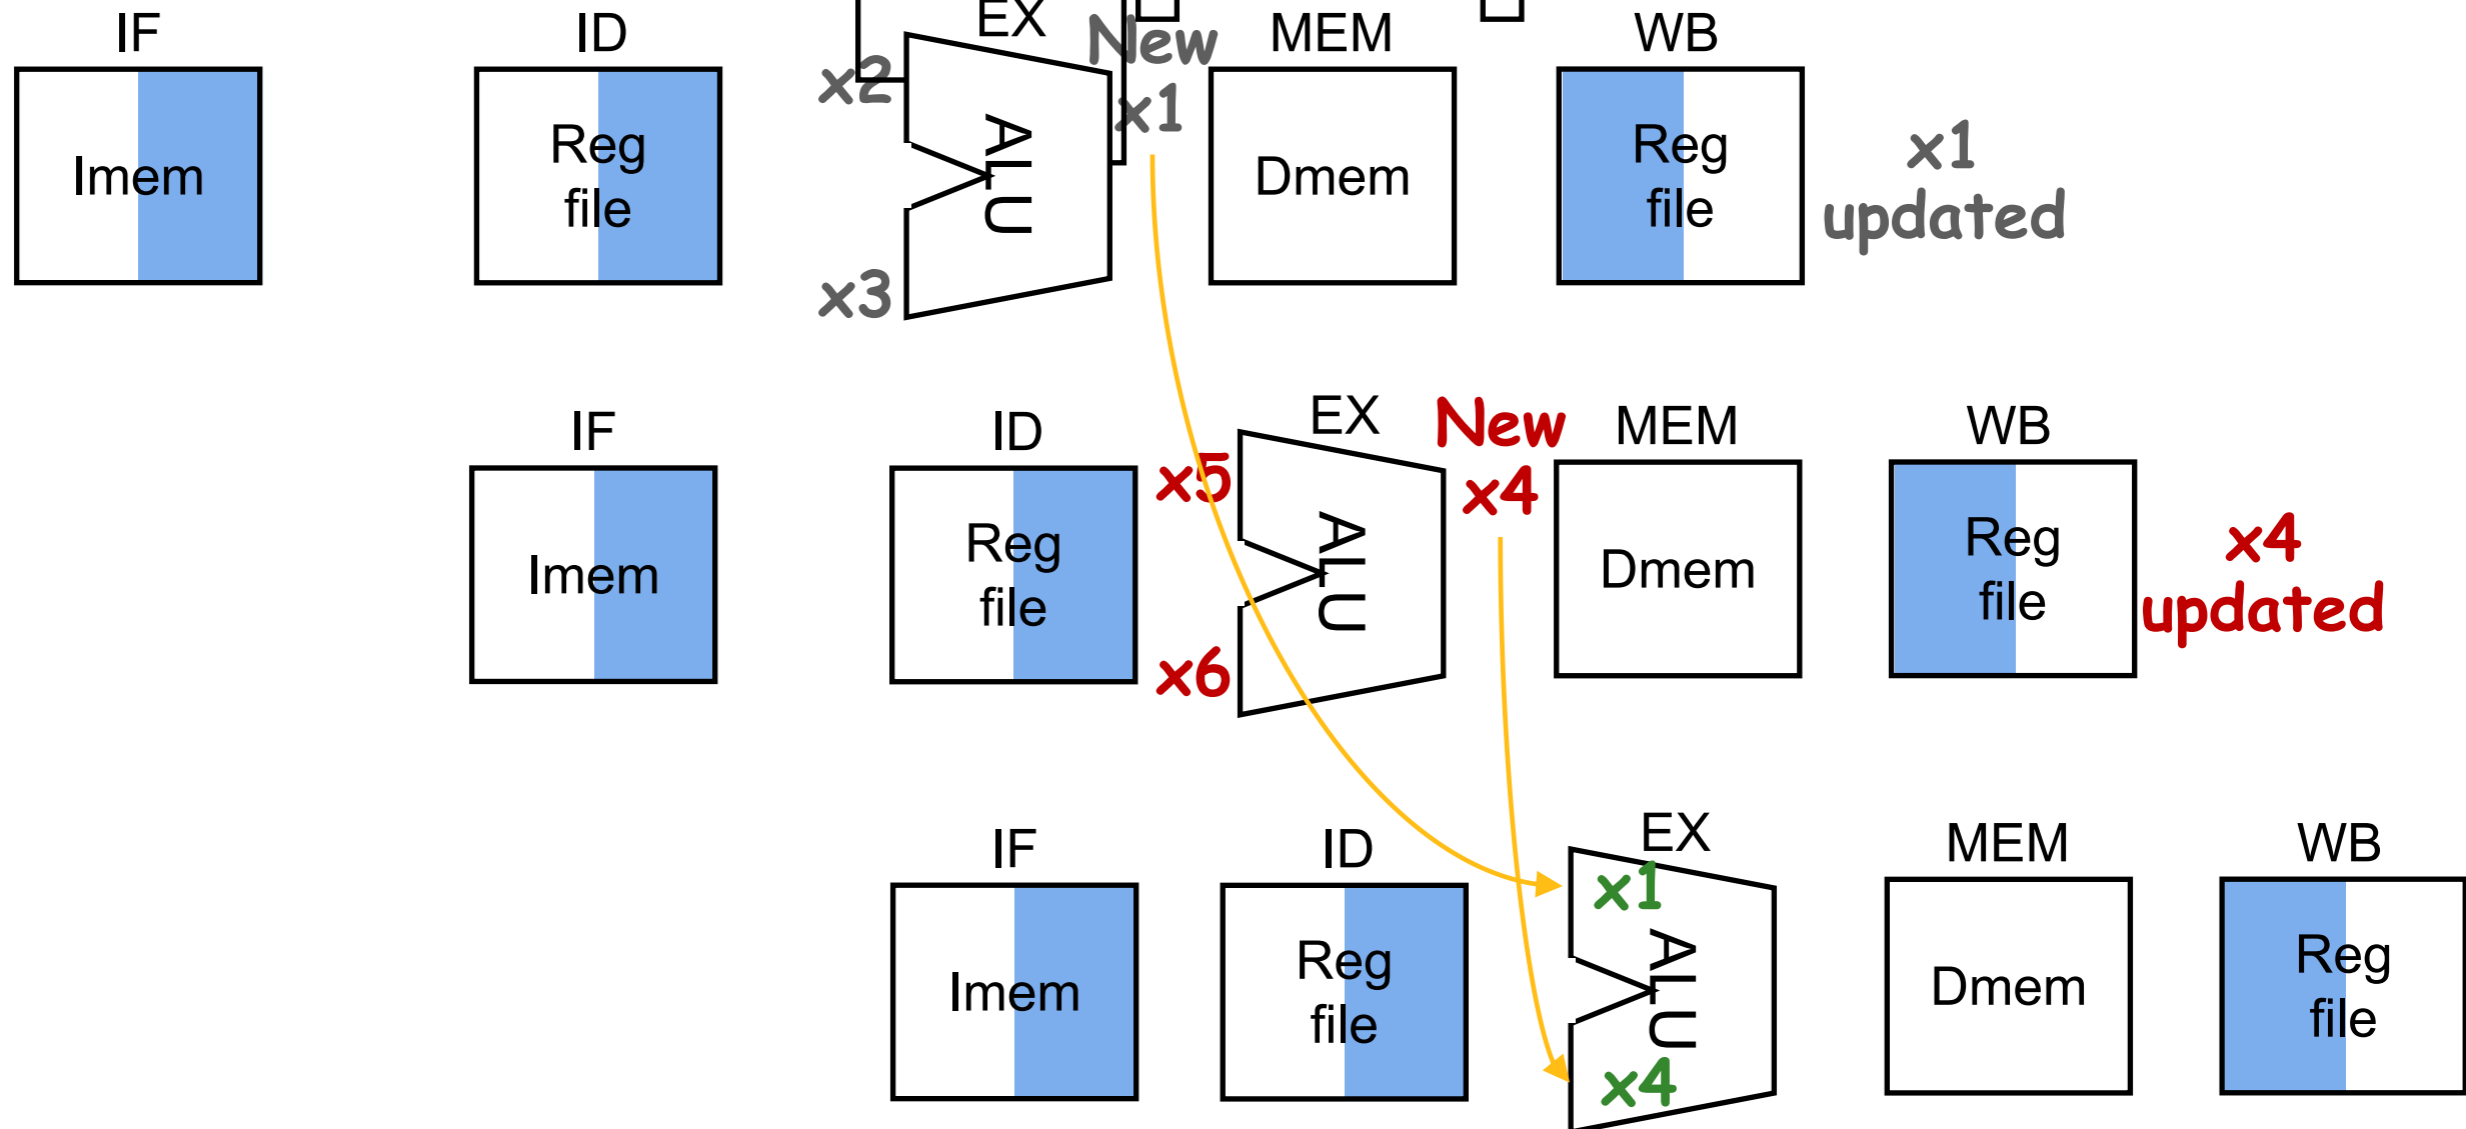 IF
ID
EX
New
MEM
WB
Imem
Reg
file
x2
x3
ALU
x1
Dmem
Reg
file
x1
updated
IF
ID
EX
New
MEM
WB
Imem
Reg
file
x5
x6
ALU
x4
Dmem
Reg
file
x4
updated
IF
ID
EX
MEM
WB
Imem
Reg
file
x1
ALU
x4
Dmem
Reg
file